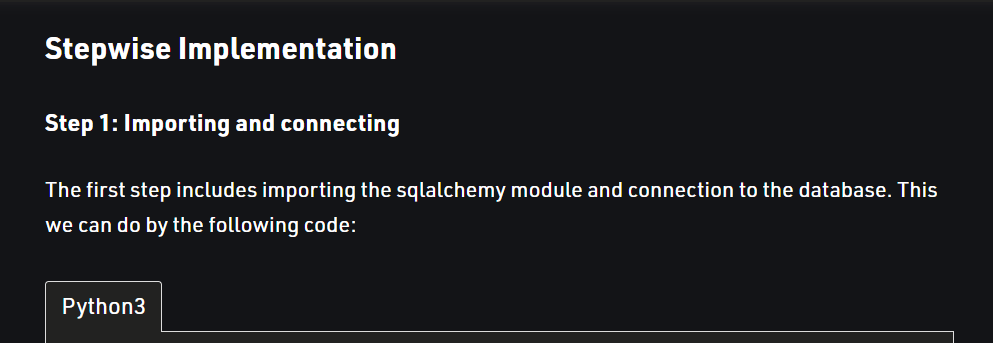 Stepwise Implementation
Step 1: Importing and connecting
The first step includes importing the sqlalchemy module and connection to the database. This
we can do by the following code:
Python3